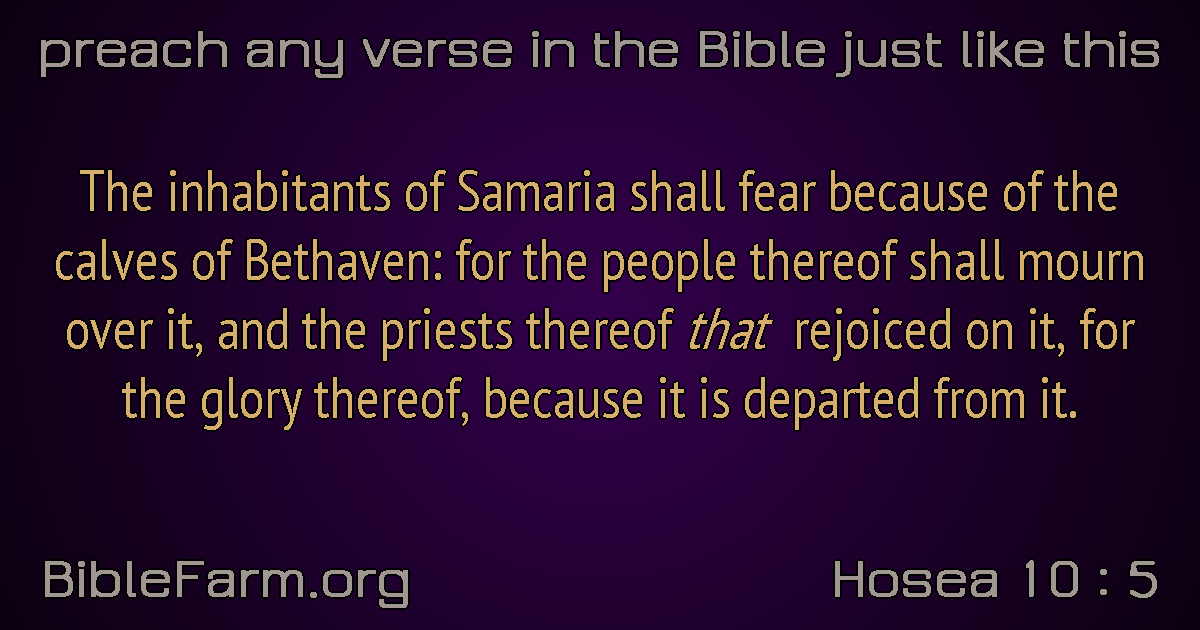 preach any verse in the Bible just like this
The inhabitants of Samaria shall fear because of the
calves of Bethaven: for the people thereof shall mourn
over it, and the priests thereof that rejoiced on it, for
the glory thereof, because it is departed from it.
BibleFarm.org
Hosea 10 : 5